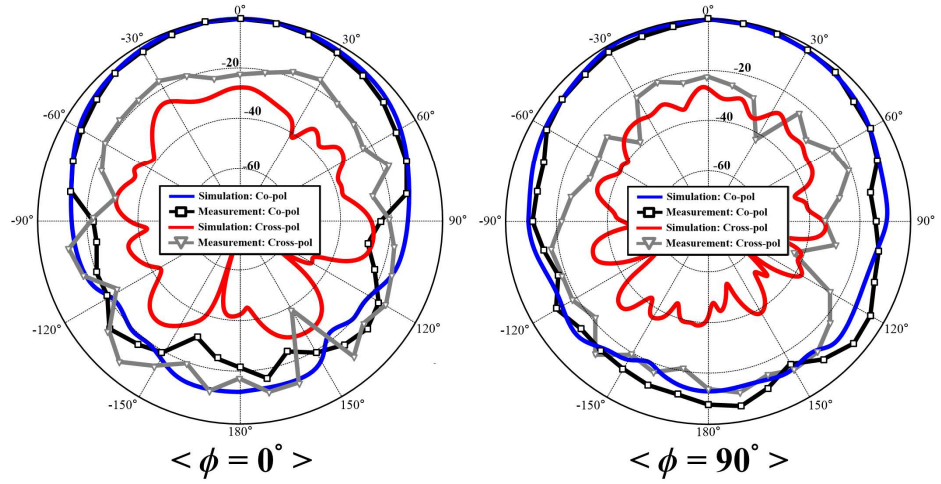 0° 0°
-30° 30° -30° 30°
-20 -20
-60° 60° -60° 60°
-40 -40
-60 -60
-90° 90° -90° 90°
Simulation: Co-pol
Measurement: Co-pol
Simulation: Cross-pol
Measurement: Cross-pol
Simulation: Co-pol
Measurement: Co-pol
Simulation: Cross-pol
Measurement: Cross-pol
-120° 120° -120° 120°
-150° 150° -150° 150°
180° 180°
< ϕ = 0° > < ϕ = 90° >